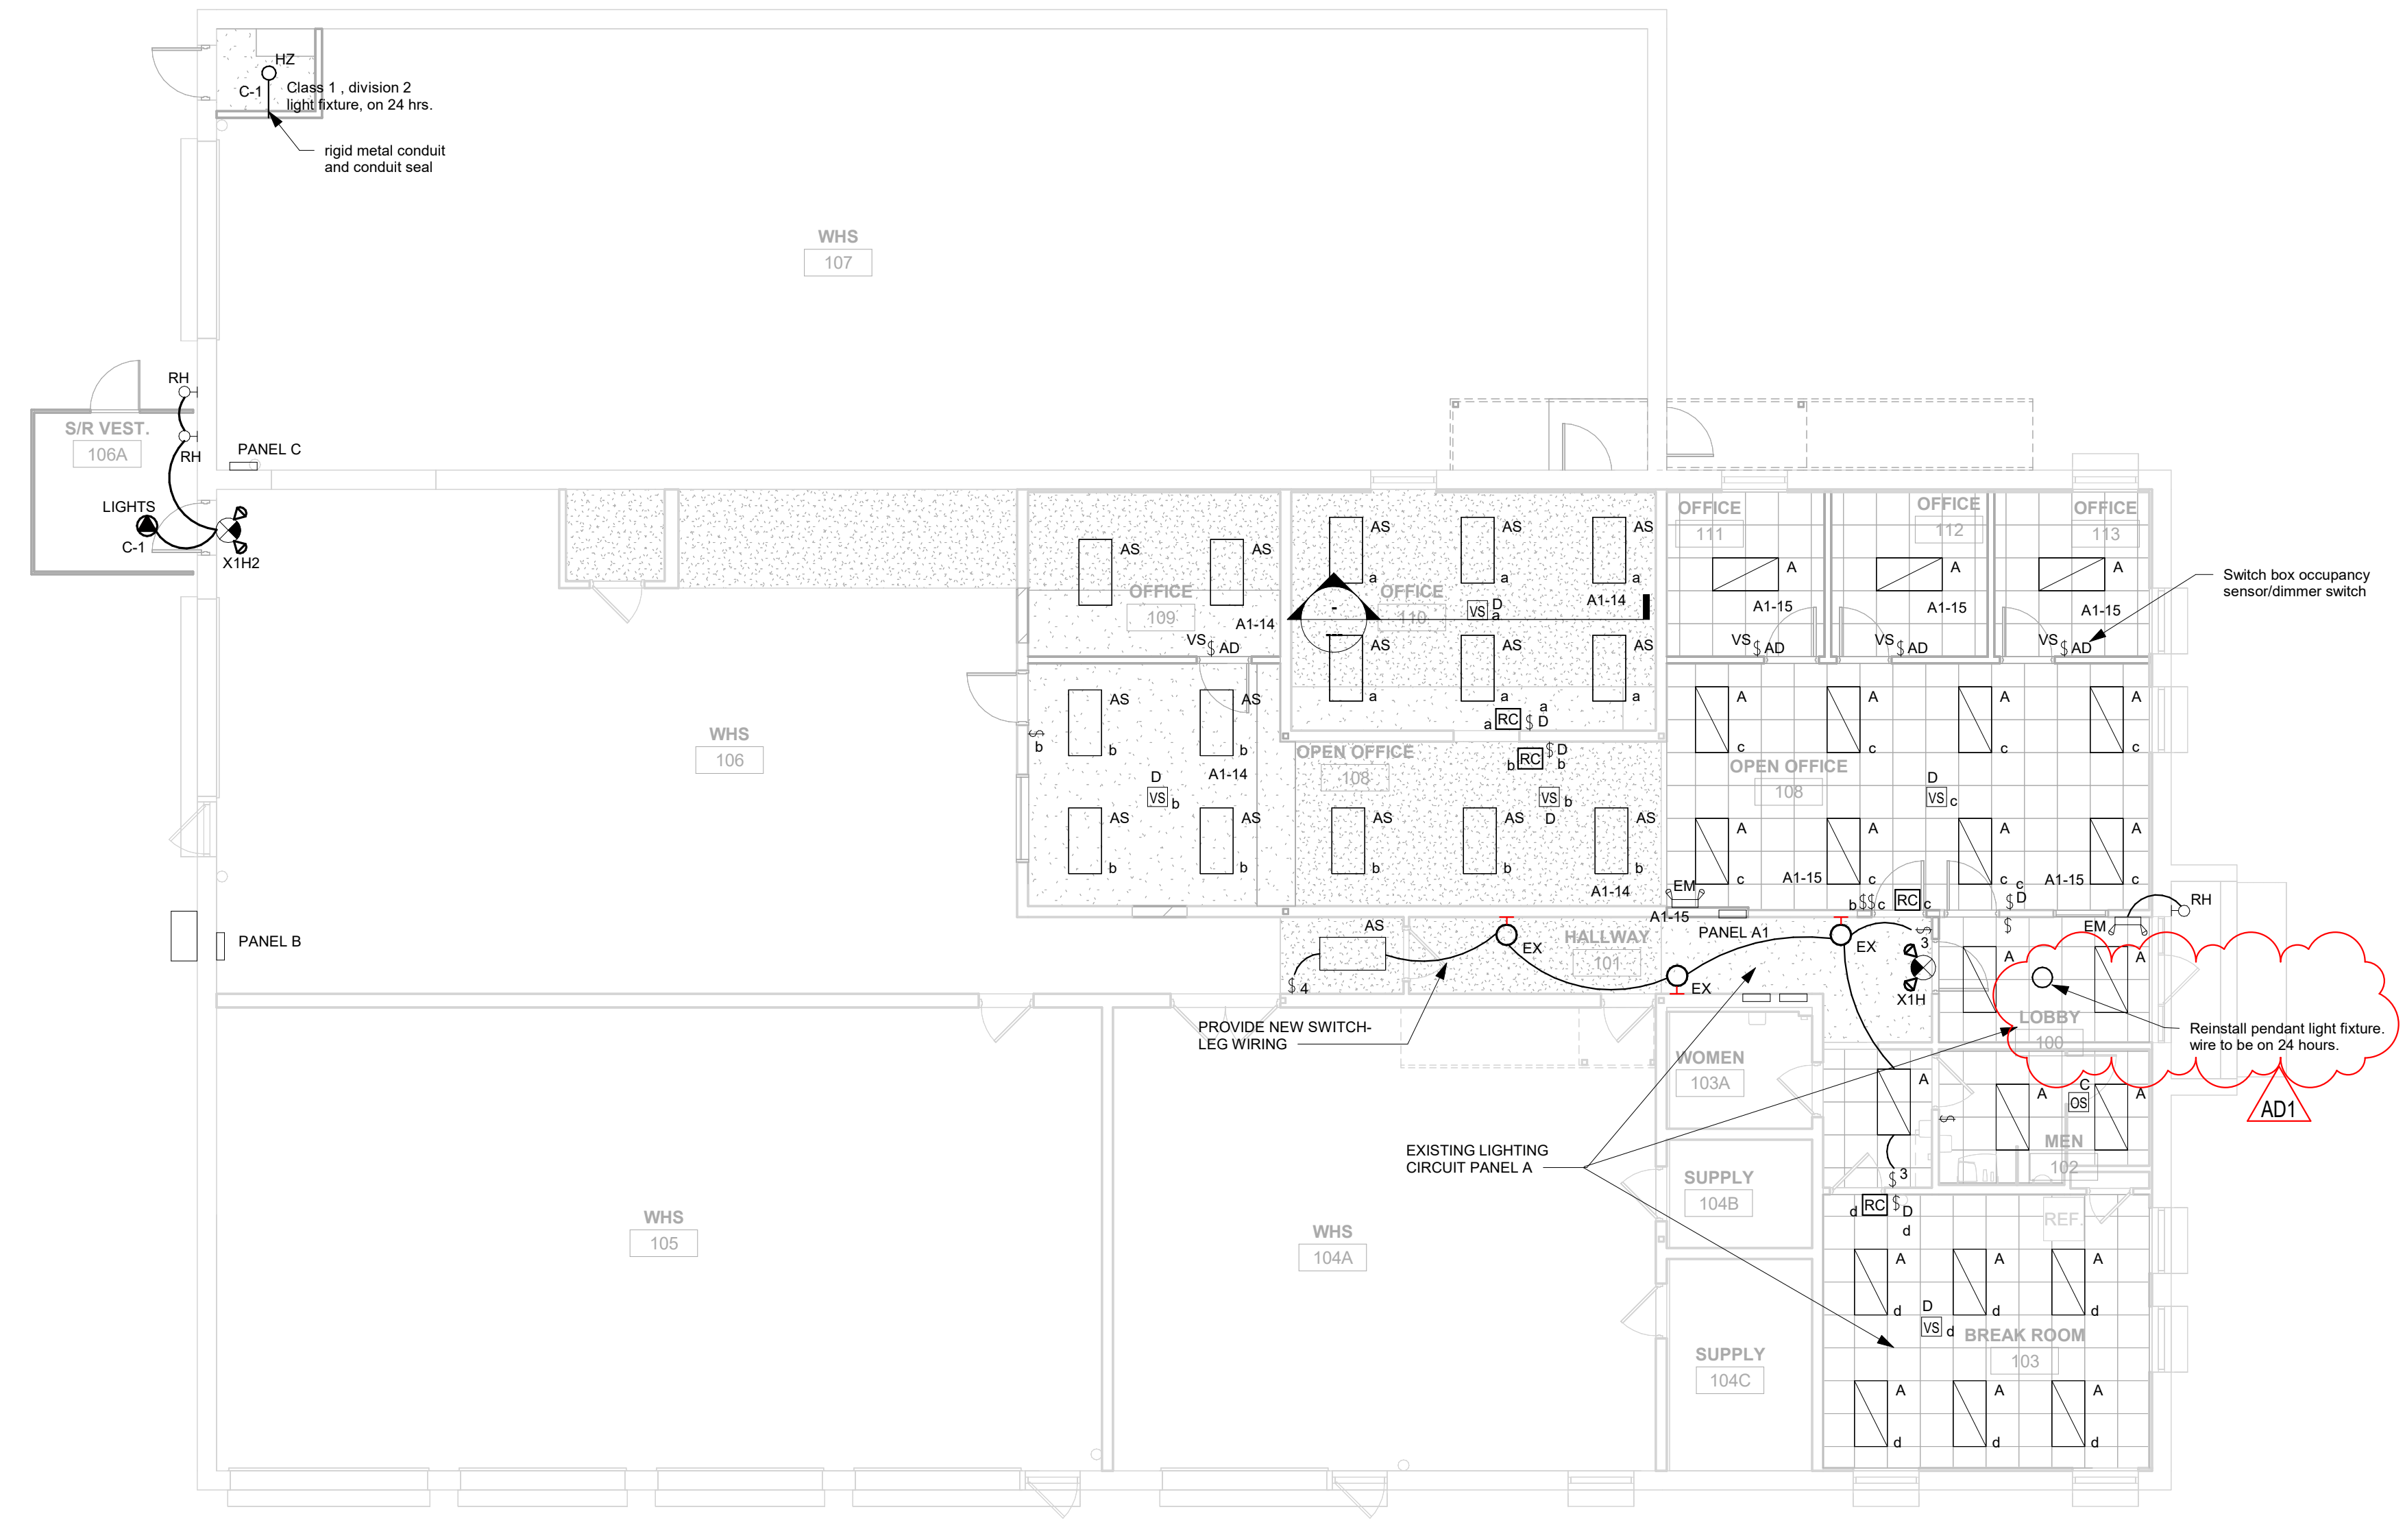 HZ
C-1
Class 1 , division 2
light fixture, on 24 hrs.
rigid metal conduit
and conduit seal
WHS
107
RH
S/R VEST.
106A
RH
PANEL C
LIGHTS
C-1
X1H2
OFFICE
109
AS
AS
A1-14
VS
$
AD
OFFICE
110
AS
AS
AS
a
a
a
VS
D
a
A1-14
-
AS
AS
AS
a
a
a
a
RC
$
D
a
OFFICE
111
A
A1-15
VS
$
AD
OFFICE
112
A
A1-15
VS
$
AD
OFFICE
113
A
A1-15
VS
$
AD
Switch box occupancy
sensor/dimmer switch
WHS
106
$
b
AS
AS
b
b
A1-14
D
VS
b
AS
AS
b
b
OPEN OFFICE
108
b
RC
$
D
b
VS
b
D
AS
AS
AS
b
b
b
A1-14
A
A
A
A
c
c
c
c
OPEN OFFICE
108
D
VS
c
A
A
A
A
c
c
c
c
A1-15
A1-15
EM
A1-15
b
$$
c
RC
c
c
$
D
$
RH
EM
PANEL B
AS
$
4
EX
HALLWAY
101
EX
PANEL A1
EX
$
3
X1H
A
A
LOBBY
100
Reinstall pendant light fixture.
wire to be on 24 hours.
AD1
PROVIDE NEW SWITCH-
LEG WIRING
WOMEN
103A
A
$
3
A
C
OS
A
$
MEN
102
EXISTING LIGHTING
CIRCUIT PANEL A
SUPPLY
104B
WHS
105
WHS
104A
d
RC
$
D
d
REF.
A
A
A
d
d
d
D
VS
d
BREAK ROOM
103
SUPPLY
104C
A
A
A
d
d
d